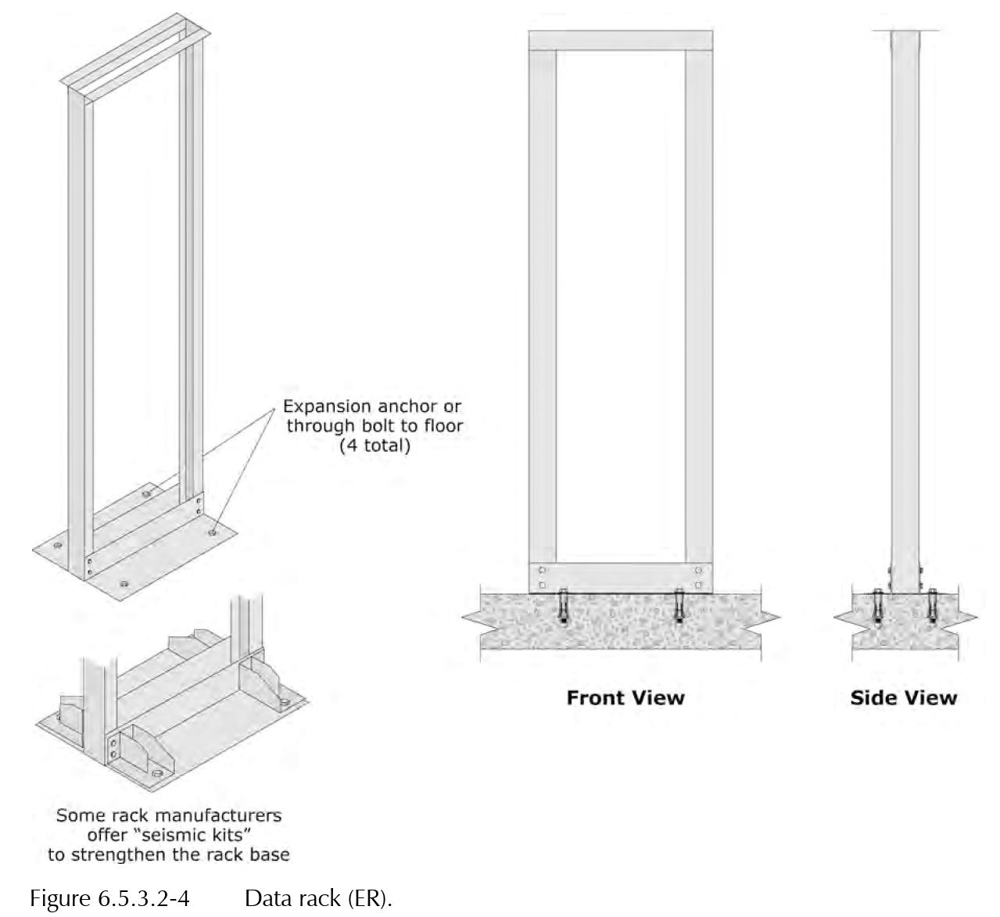 Expansion anchor or
through bolt to floor
(4 total)
Front View
Side View
Some rack manufacturers
offer “seismic kits”
to strengthen the rack base
Figure 6.5.3.2-4 Data rack (ER).